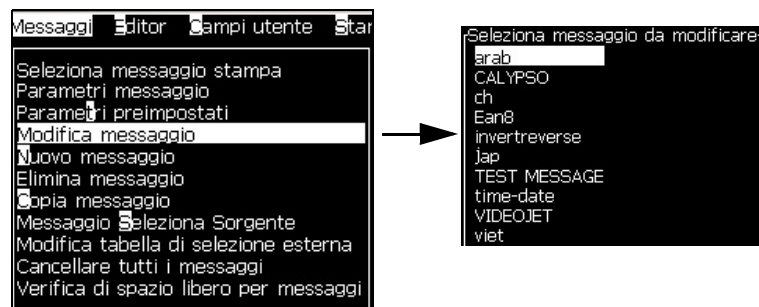 Messaggi Editor Campi utente Star
Seleziona messaggio stampa
Parametri messaggio
Parametri preimpostati
Modifica messaggio
Nuovo messaggio
Elimina messaggio
Copia messaggio
Messaggio Seleziona Sorgente
Modifica tabella di selezione esterna
Cancellare tutti i messaggi
Verifica di spazio libero per messaggi
Seleziona messaggio da modificare
arab
CALYPSO
ch
Ean8
invertreverse
jap
TEST MESSAGE
time-date
VIDEOJET
viet